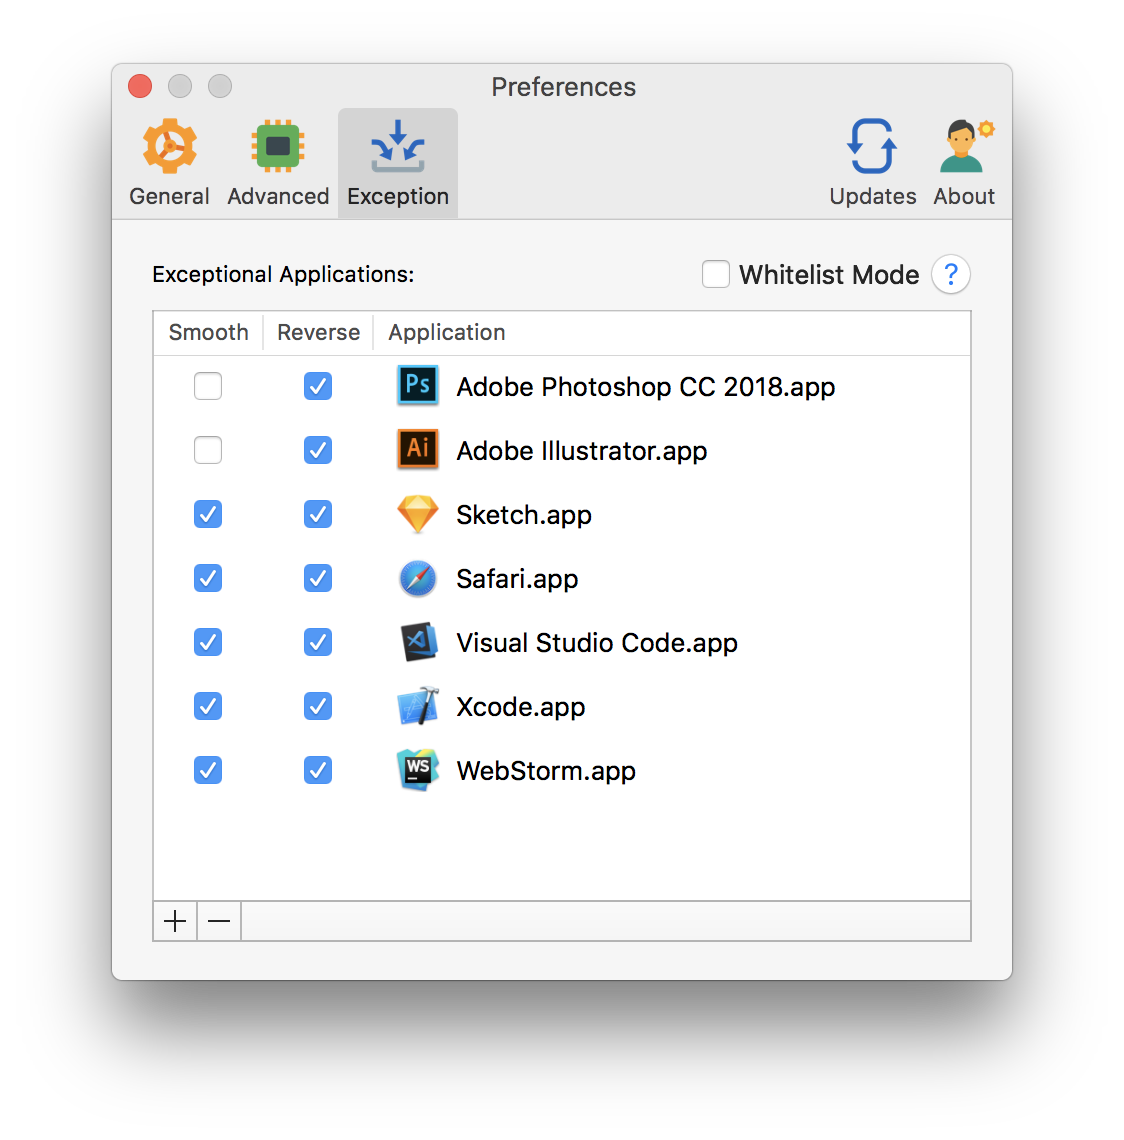 Preferences
General Advanced Exception Updates About
Exceptional Applications: Whitelist Mode ?
Smooth Reverse Application
Ps Adobe Photoshop CC 2018.app
Ai Adobe Illustrator.app
Sketch.app
Safari.app
Visual Studio Code.app
Xcode.app
WS WebStorm.app